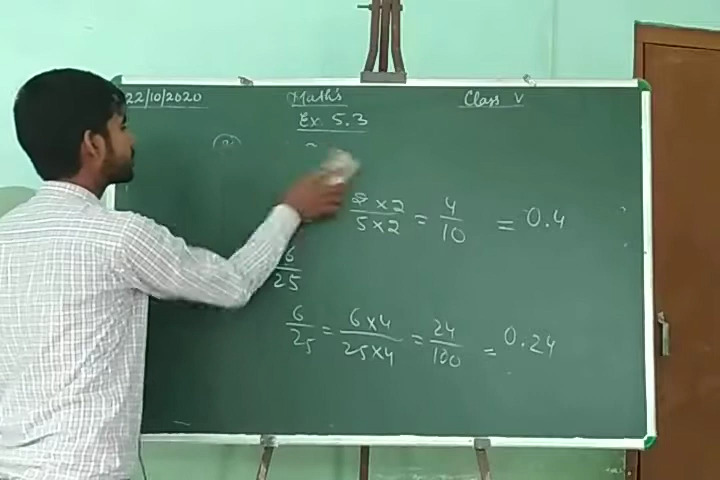 22/10/2020 Maths Class V
Ex. 5.3
2×2/5×2 = 4/10 = 0.4
6/25
6/25 = 6×4/25×4 = 24/100 = 0.24